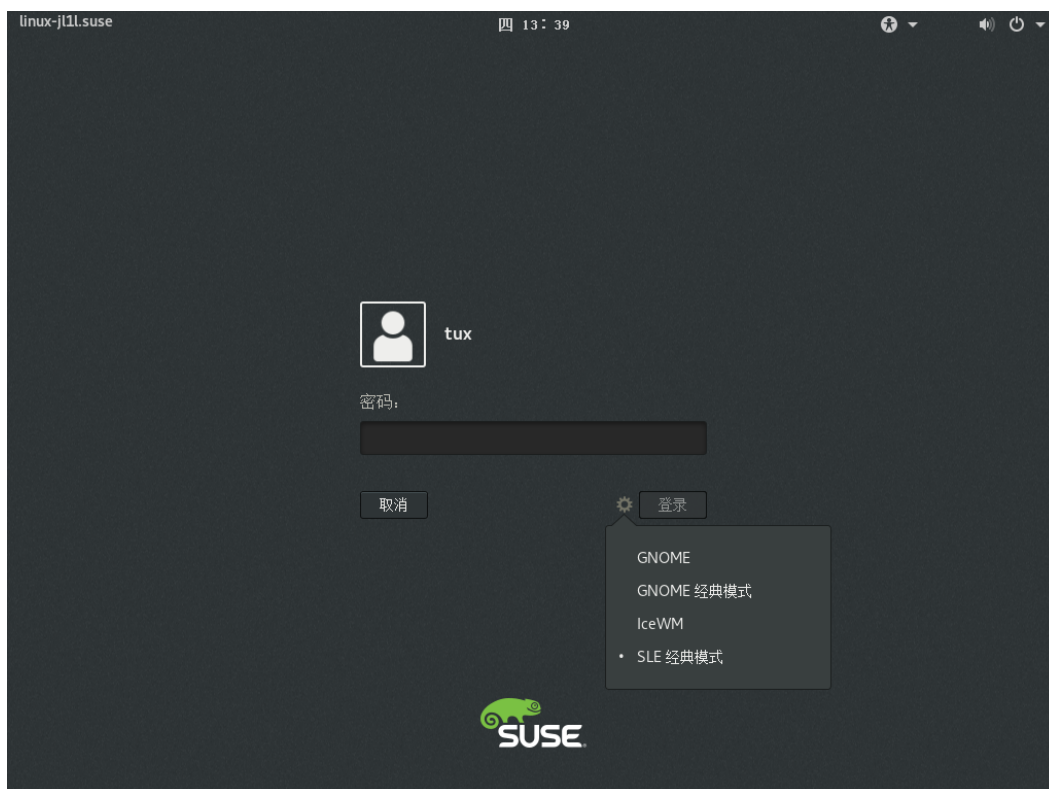 linux-jl1l.suse
四 13：39
tux
密码：
取消
登录
GNOME
GNOME 经典模式
IceWM
• SLE 经典模式
SUSE